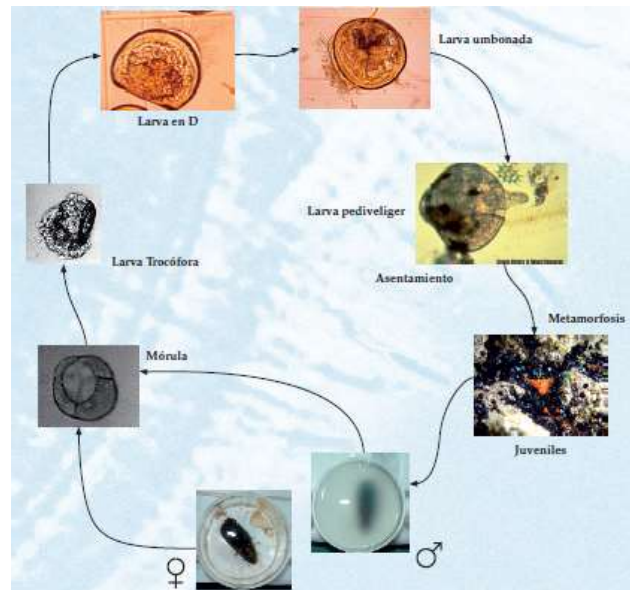 Larva umbonada
Larva en D
Larva pediveliger
Larva Trocófora
Asentamiento
Metamorfosis
Mórula
Juveniles
♀
♂